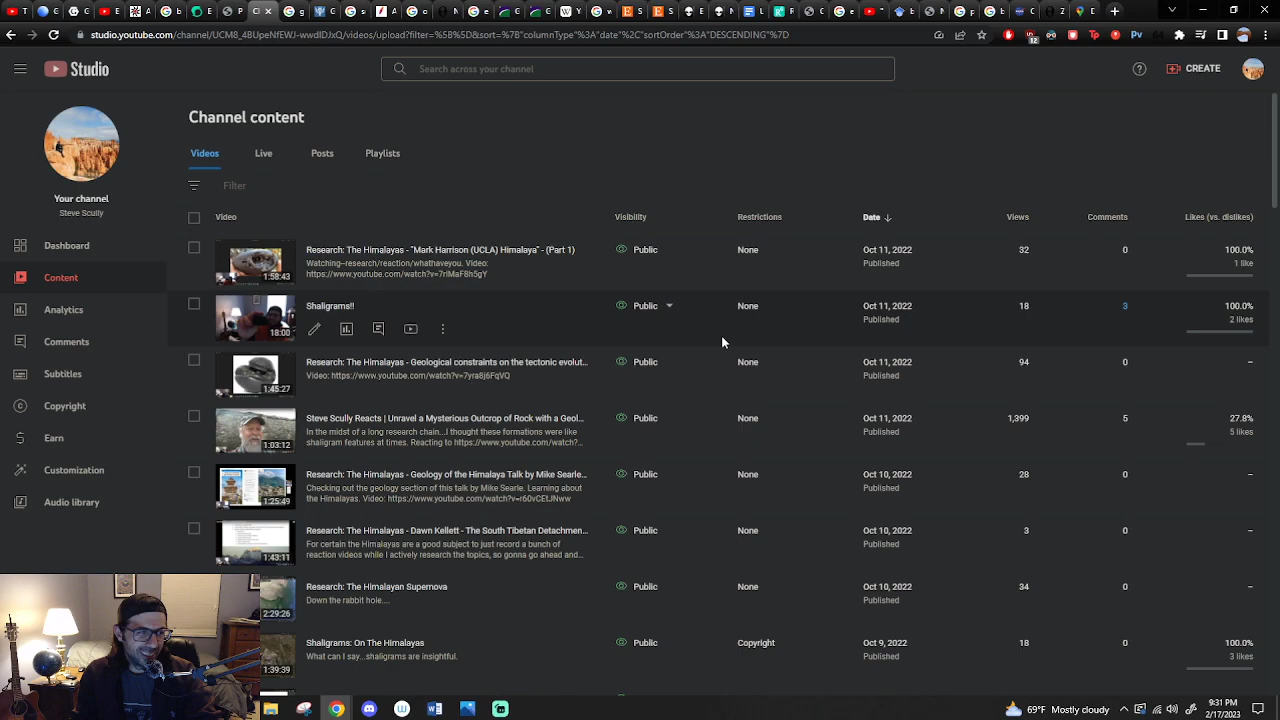 studio.youtube.com/channel/UCM8_4BUpeNfEWJ-wwdIDJxQ/videos/upload?filter=%5B%5D&sort=%7B"columnType"%3A"date"%2C"sortOrder"%3A"DESCENDING"%7D
12
64
Studio
Search across your channel
CREATE
Channel content
Videos Live Posts Playlists
Filter
Your channel
Steve Scully
Dashboard
Content
Analytics
Comments
Subtitles
Copyright
Earn
Customization
Audio library
Video Visibility Restrictions Date Views Comments Likes (vs. dislikes)
1:58:43
Research: The Himalayas - "Mark Harrison (UCLA) Himalaya" - (Part 1) Public None Oct 11, 2022 32 0 100.0%
Watching--research/reaction/whathaveyou. Video: Published 1 like
https://www.youtube.com/watch?v=7rIMaF8h5gY
18:00
Shaligrams!! Public None Oct 11, 2022 18 3 100.0%
Published 2 likes
1:45:27
Research: The Himalayas - Geological constraints on the tectonic evolut... Public None Oct 11, 2022 94 0 –
Video: https://www.youtube.com/watch?v=7yra8j6FqVQ Published
1:03:12
Steve Scully Reacts | Unravel a Mysterious Outcrop of Rock with a Geol... Public None Oct 11, 2022 1,399 5 27.8%
In the midst of a long research chain...I thought these formations were like Published 5 likes
shaligram features at times. Reacting to https://www.youtube.com/watch?...
1:25:49
Research: The Himalayas - Geology of the Himalayas Talk by Mike Searle... Public None Oct 10, 2022 28 0 –
Checking out the geology section of this talk by Mike Searle. Learning about Published
the Himalayas. Video: https://www.youtube.com/watch?v=r60vCEtJNWw
1:43:11
Research: The Himalayas - Dawn Kellett - The South Tibetan Detachmen... Public None Oct 10, 2022 3 0 –
For certain the Himalayas are good subject to just record a bunch of Published
reaction videos while I actively research the topics, so gonna go ahead and...
2:29:26
Research: The Himalayan Supernova Public None Oct 10, 2022 34 0 –
Down the rabbit hole.... Published
1:39:39
Shaligrams: On The Himalayas Public Copyright Oct 9, 2022 18 0 100.0%
What can I say...shaligrams are insightful. Published 3 likes
69°F Mostly cloudy
9:31 PM